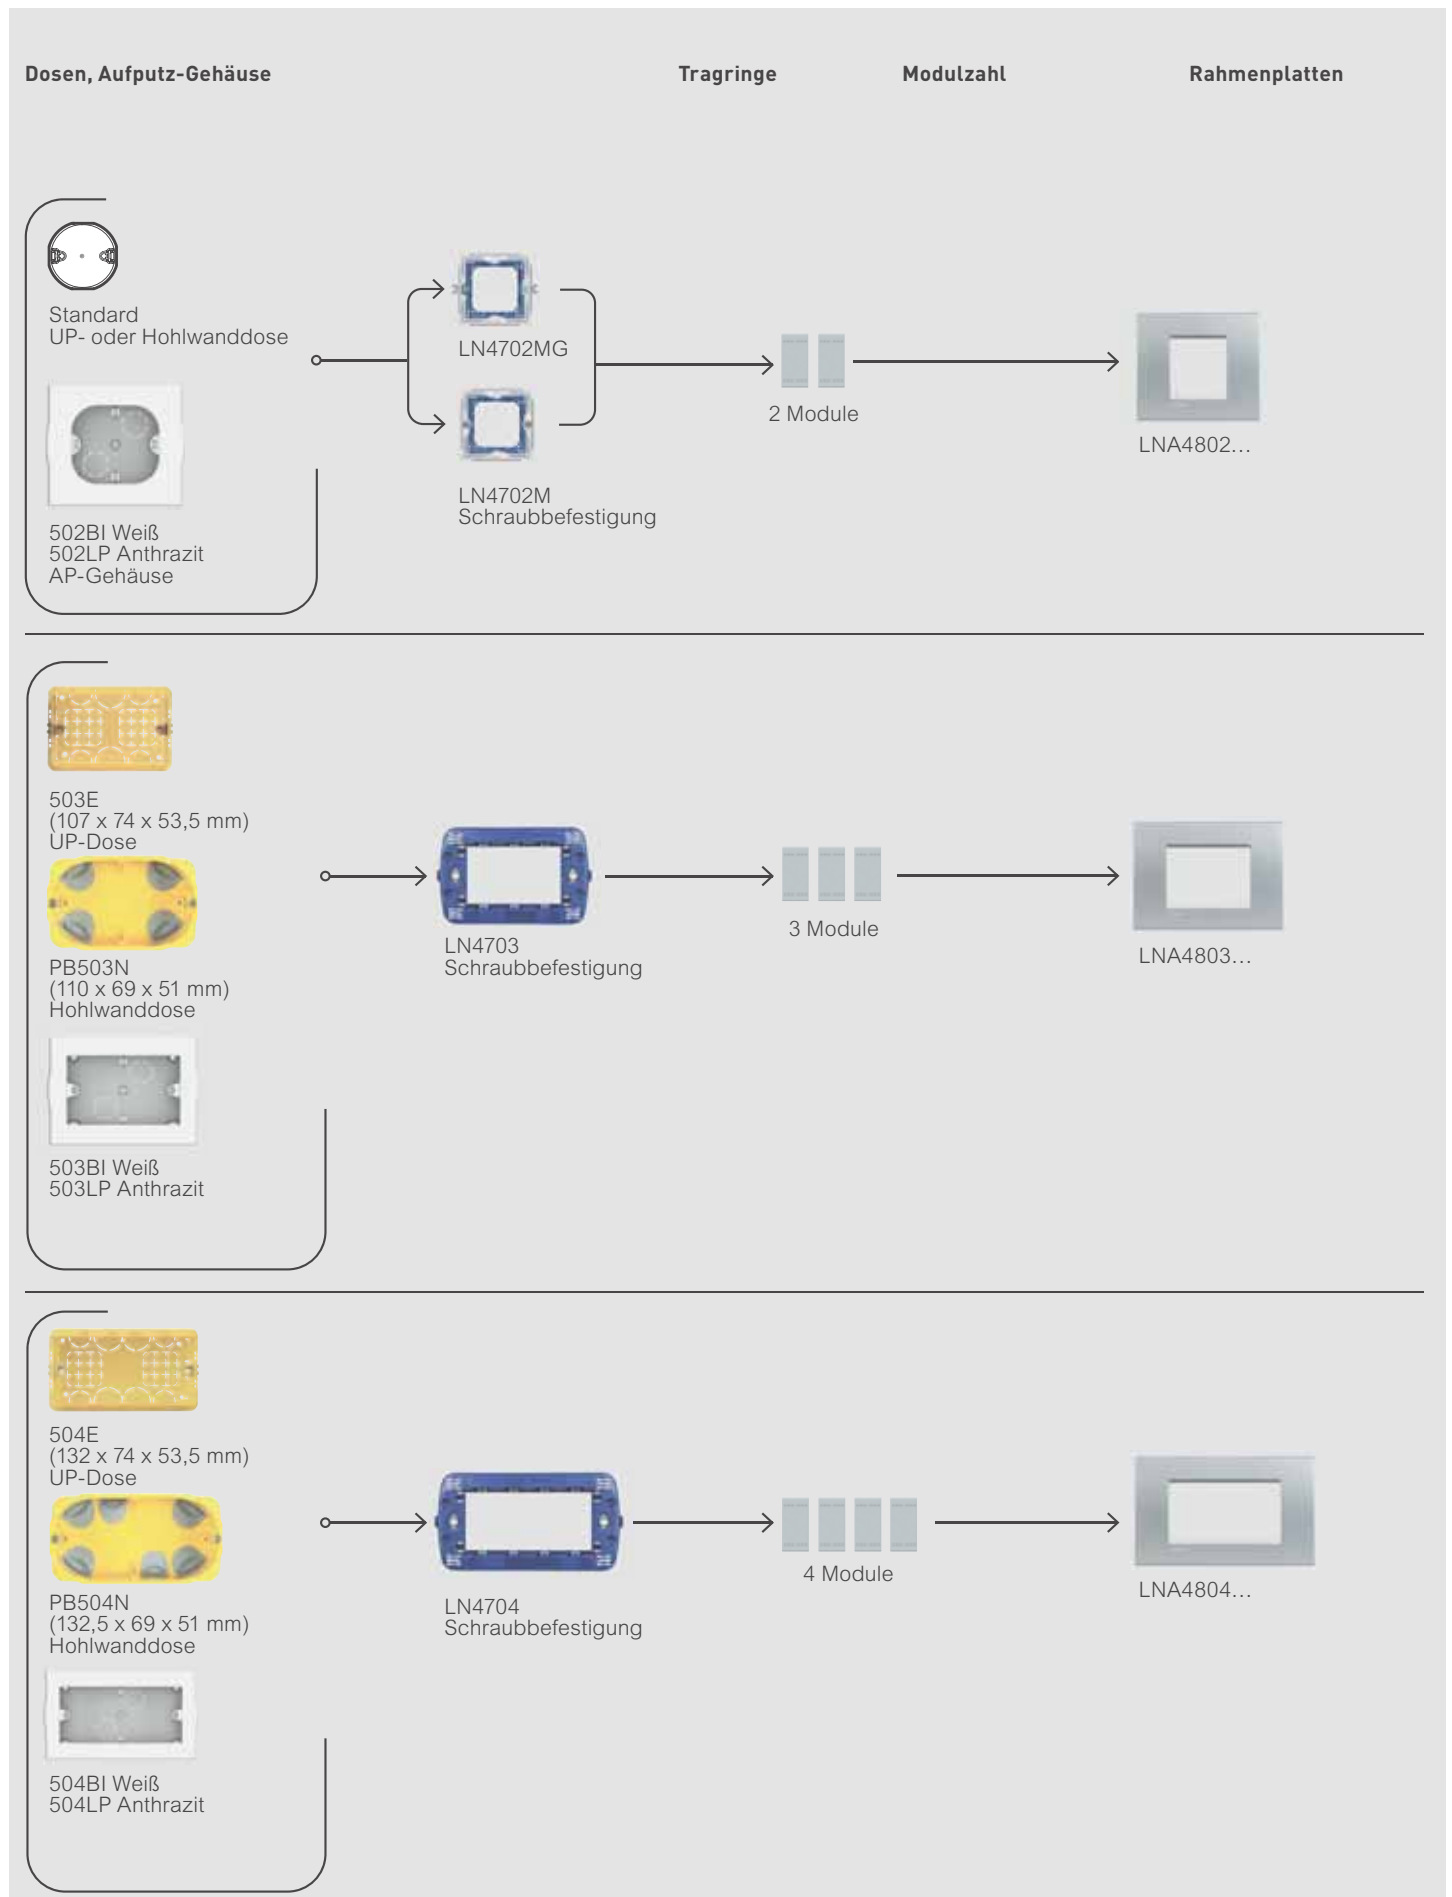 Dosen, Aufputz-Gehäuse
Tragringe
Modulzahl
Rahmenplatten
Standard
UP- oder Hohlwanddose
502BI Weiß
502LP Anthrazit
AP-Gehäuse
LN4702MG
LN4702M
Schraubbefestigung
2 Module
LNA4802...
503E
(107 x 74 x 53,5 mm)
UP-Dose
PB503N
(110 x 69 x 51 mm)
Hohlwanddose
503BI Weiß
503LP Anthrazit
LN4703
Schraubbefestigung
3 Module
LNA4803...
504E
(132 x 74 x 53,5 mm)
UP-Dose
PB504N
(132,5 x 69 x 51 mm)
Hohlwanddose
504BI Weiß
504LP Anthrazit
LN4704
Schraubbefestigung
4 Module
LNA4804...